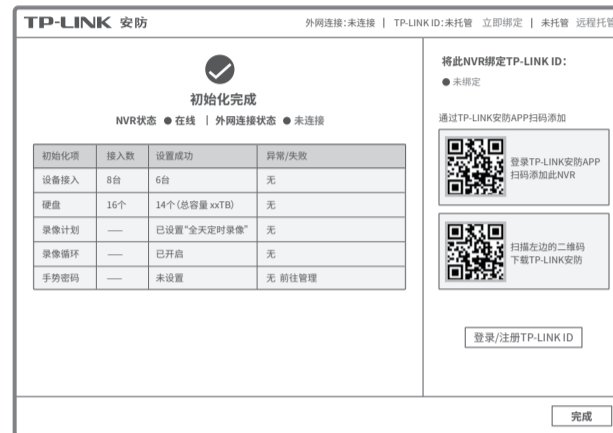 TP-LINK 安防 外网连接:未连接 | TP-LINK ID:未托管 立即绑定 | 未托管 远程托管
初始化完成
NVR状态 ● 在线 | 外网连接状态 ● 未连接
初始化项 接入数 设置成功 异常/失败
设备接入 8台 6台 无
硬盘 16个 14个(总容量 xxTB) 无
录像计划 —— 已设置“全天定时录像” 无
录像循环 —— 已开启 无
手势密码 —— 未设置 无 前往管理
将此NVR绑定TP-LINK ID:
● 未绑定
通过TP-LINK安防APP扫码添加
登录TP-LINK安防APP
扫码添加此NVR
扫描左边的二维码
下载TP-LINK安防
登录/注册TP-LINK ID
完成